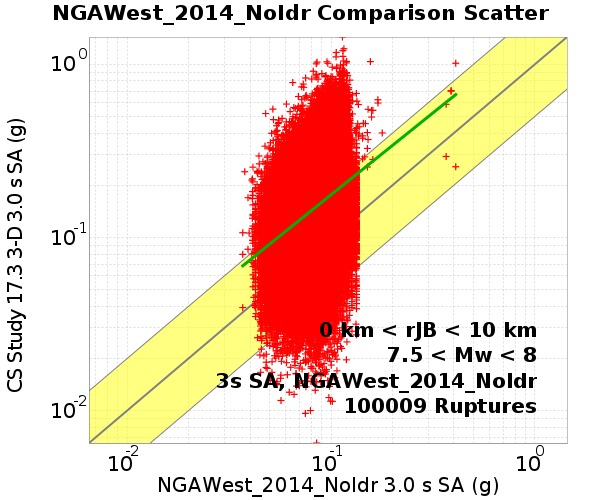 NGAWest_2014_NoIdr Comparison Scatter
CS Study 17.3 3-D 3.0 s SA (g)
10^0
10^-1
10^-2
0 km < rJB < 10 km
7.5 < Mw < 8
3s SA, NGAWest_2014_NoIdr
100009 Ruptures
10^-2 10^-1 10^0
NGAWest_2014_NoIdr 3.0 s SA (g)